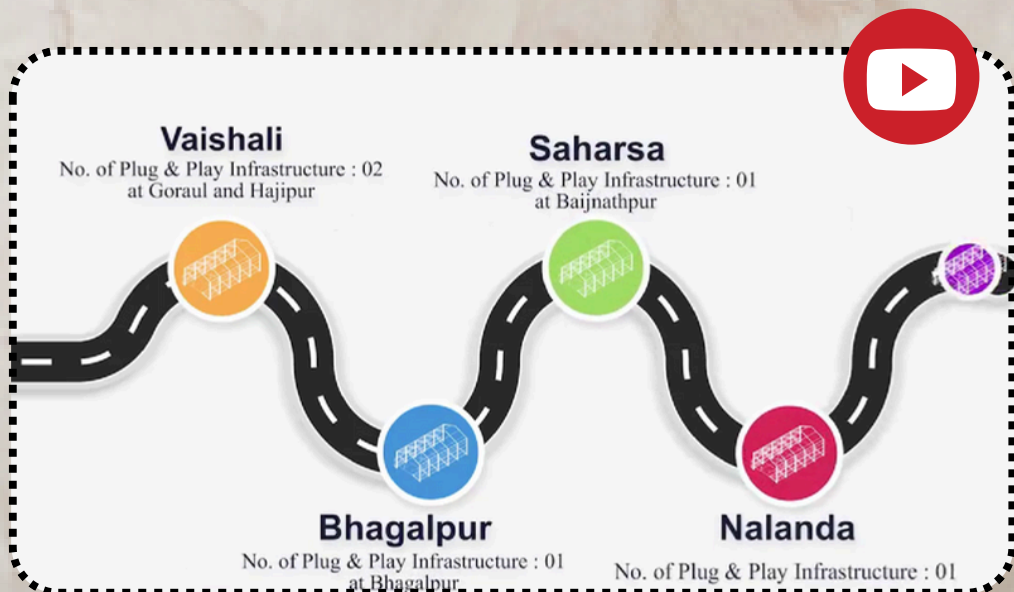 Vaishali
No. of Plug & Play Infrastructure : 02
at Goraul and Hajipur
Saharsa
No. of Plug & Play Infrastructure : 01
at Baijnathpur
Bhagalpur
No. of Plug & Play Infrastructure : 01
at Bhagalpur
Nalanda
No. of Plug & Play Infrastructure : 01